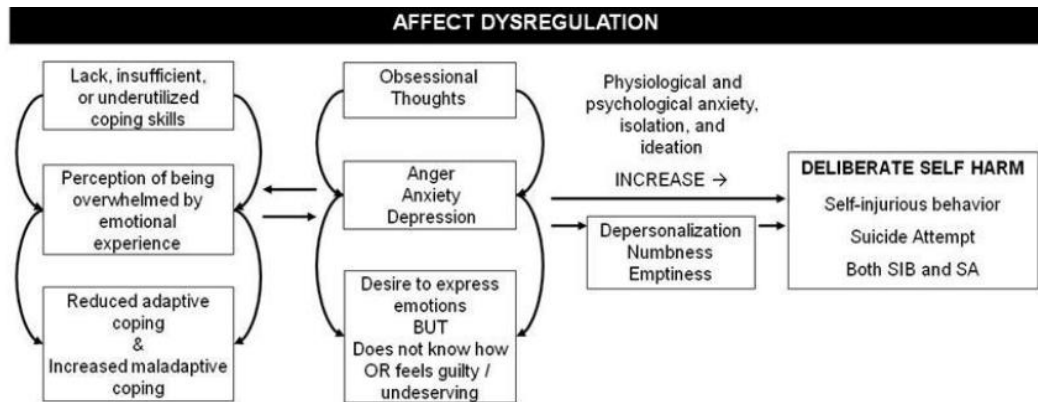 AFFECT DYSREGULATION
Lack, insufficient,
or underutilized
coping skills
Perception of being
overwhelmed by
emotional
experience
Reduced adaptive
coping
&
Increased maladaptive
coping
Obsessional
Thoughts
Anger
Anxiety
Depression
Desire to express
emotions
BUT
Does not know how
OR feels guilty /
undeserving
Physiological and
psychological anxiety,
isolation, and
ideation
INCREASE →
Depersonalization
Numbness
Emptiness
DELIBERATE SELF HARM
Self-injurious behavior
Suicide Attempt
Both SIB and SA